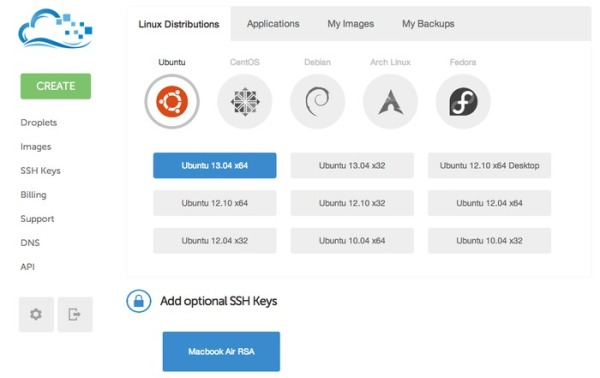 Linux Distributions Applications My Images My Backups
Ubuntu CentOS Debian Arch Linux Fedora
CREATE
Droplets
Images
SSH Keys
Billing
Support
DNS
API
Ubuntu 13.04 x64 Ubuntu 13.04 x32 Ubuntu 12.10 x64 Desktop
Ubuntu 12.10 x64 Ubuntu 12.10 x32 Ubuntu 12.04 x64
Ubuntu 12.04 x32 Ubuntu 10.04 x64 Ubuntu 10.04 x32
Add optional SSH Keys
Macbook Air RSA